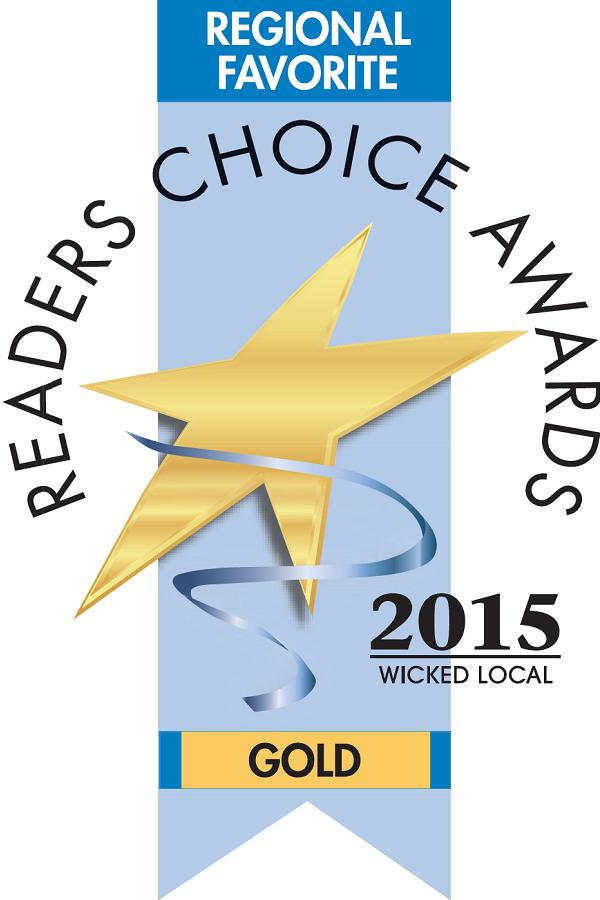 REGIONAL
FAVORITE
READERS CHOICE AWARDS
2015
WICKED LOCAL
GOLD